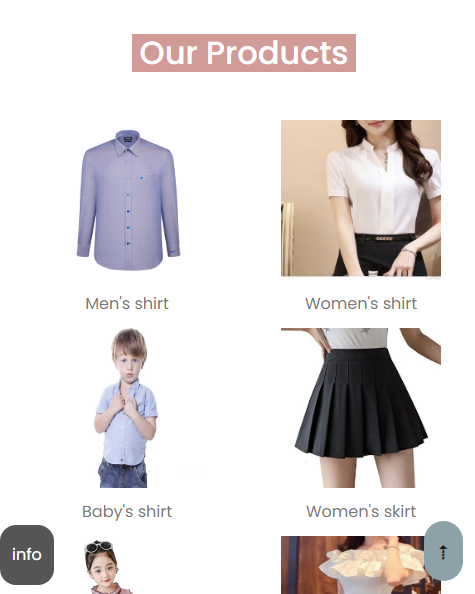 Our Products
Men's shirt
Women's shirt
Baby's shirt
Women's skirt
info